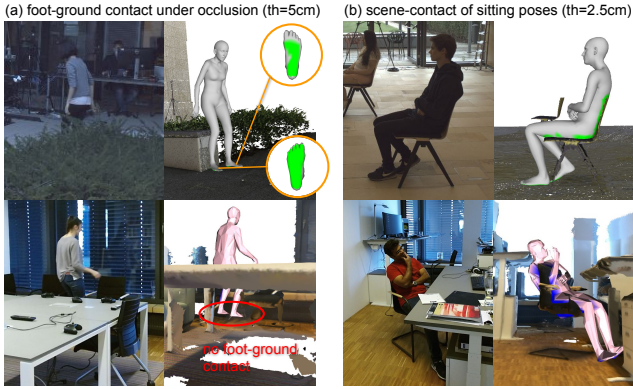 (a) foot-ground contact under occlusion (th=5cm)
(b) scene-contact of sitting poses (th=2.5cm)
no foot-ground
contact